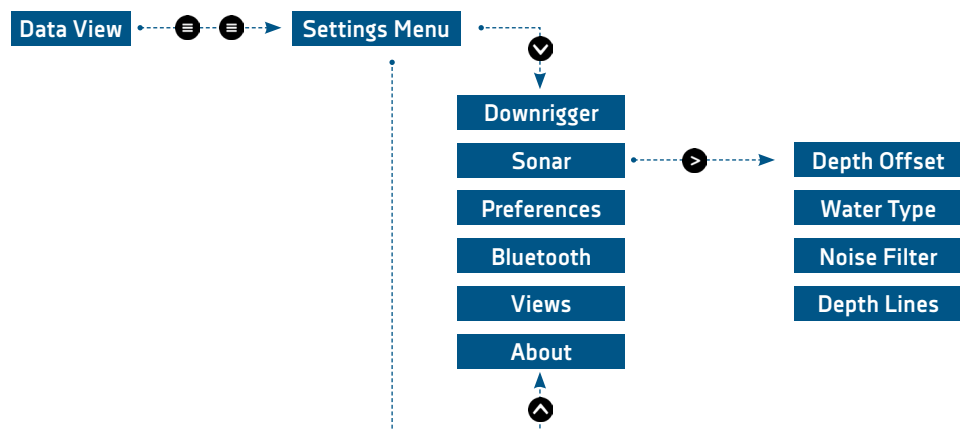 Data View
Settings Menu
Downrigger
Sonar
Depth Offset
Preferences
Water Type
Bluetooth
Noise Filter
Views
Depth Lines
About